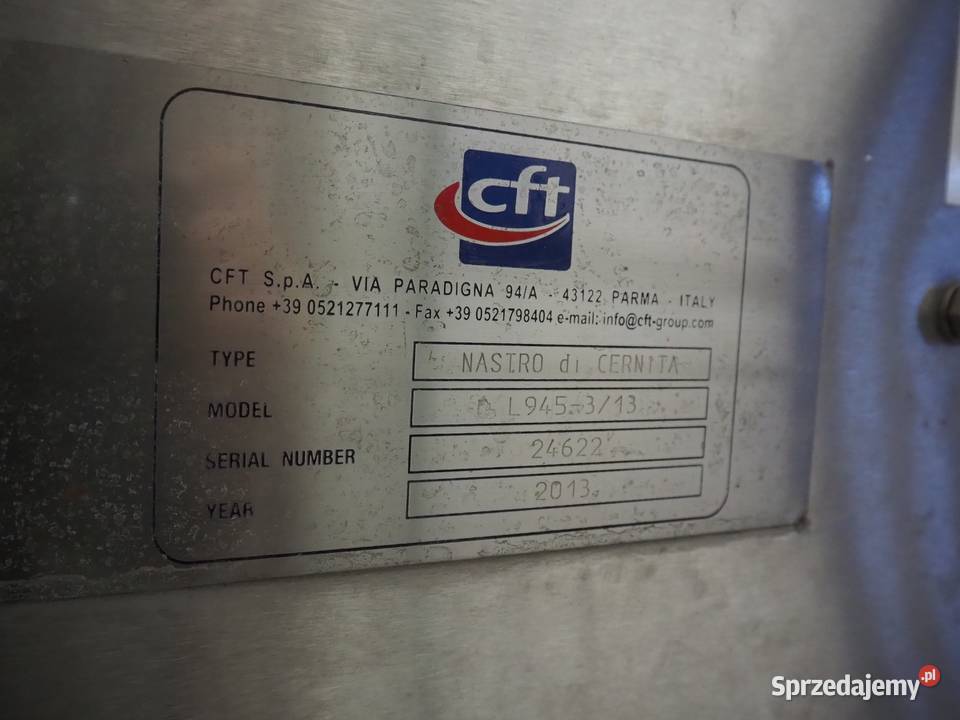 cft
CFT S.p.A. - VIA PARADIGNA 94/A - 43122 PARMA - ITALY
Phone +39 0521277111 - Fax +39 0521798404 e-mail: info@cft-group.com
TYPE NASTRO di CERNITA
MODEL L945-3/13
SERIAL NUMBER 24622
YEAR 2013
Sprzedajemy.pl